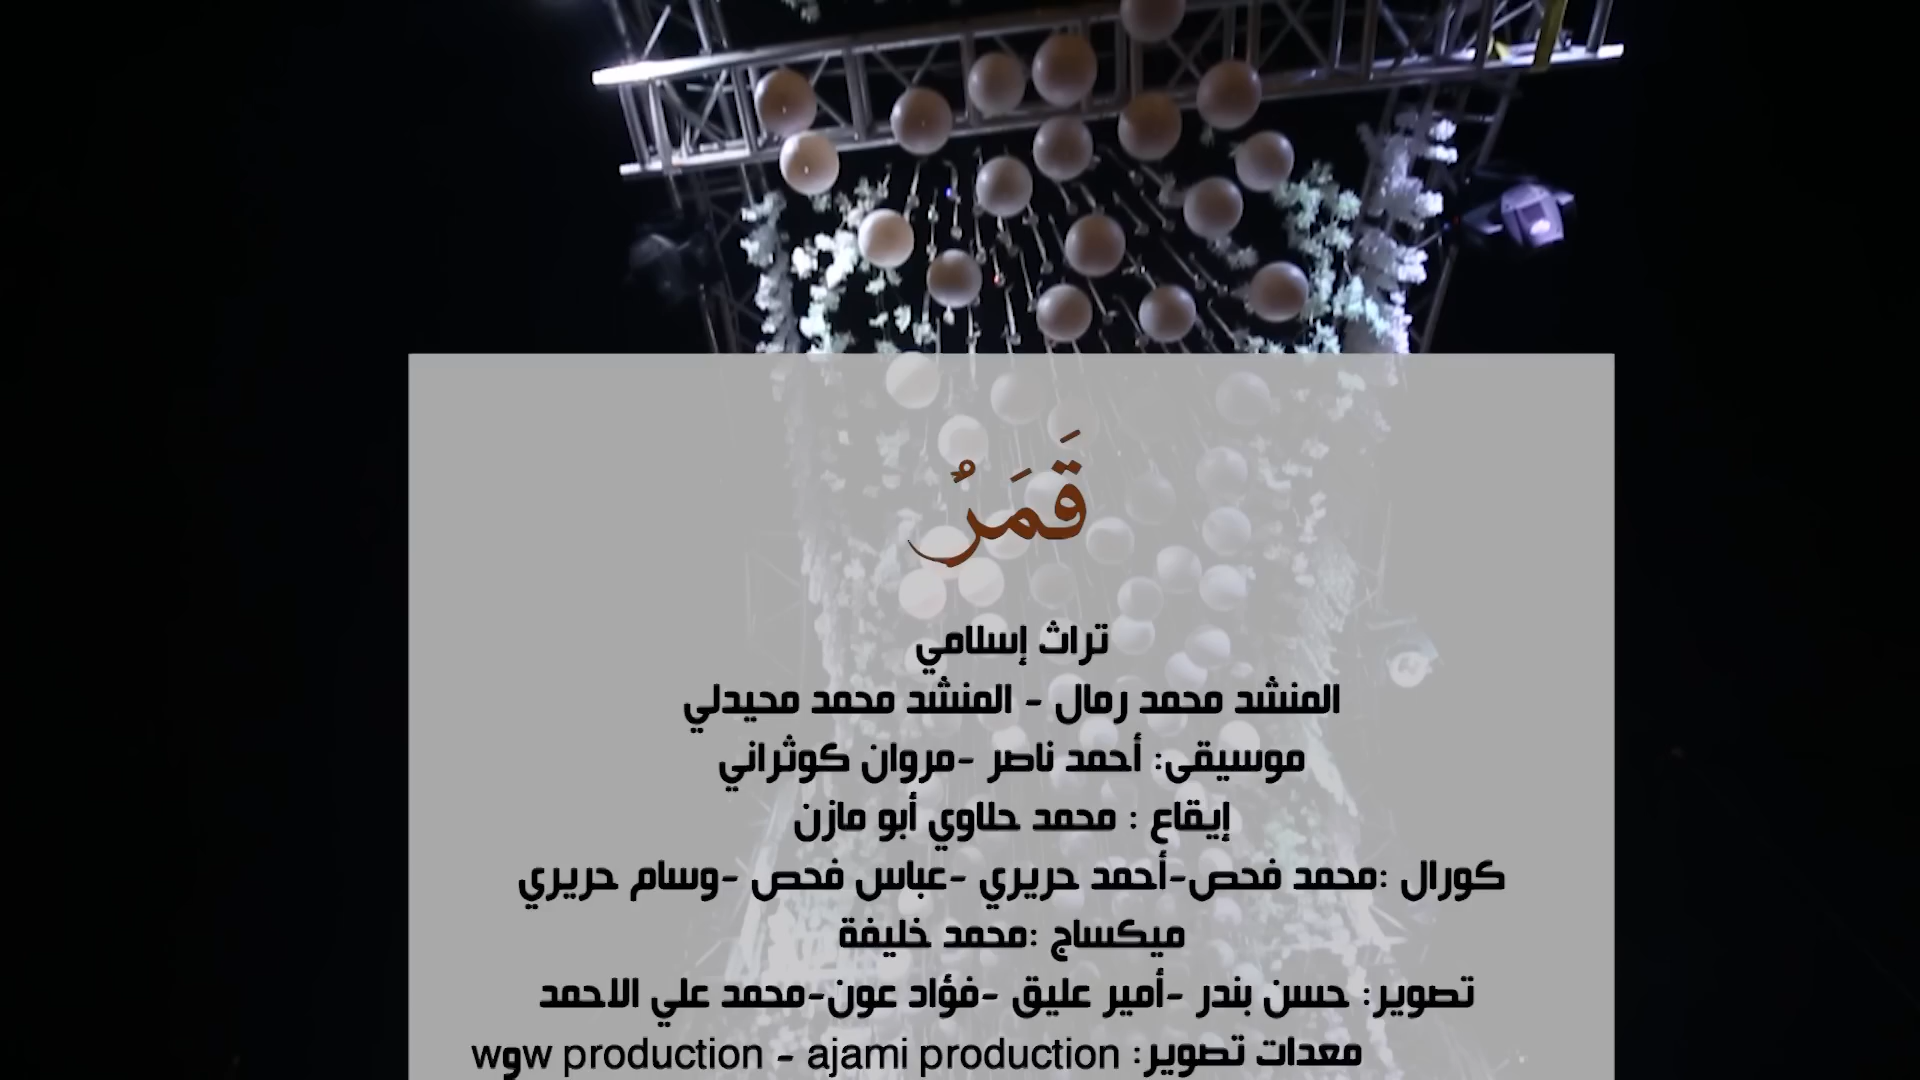 قَمَرُ
تراث إسلامي
المنشد محمد رمال - المنشد محمد محيدلي
موسيقى: أحمد ناصر -مروان كوثراني
إيقاع : محمد حلاوي أبو مازن
كورال :محمد فحص-أحمد حريري -عباس فحص -وسام حريري
ميكساج :محمد خليفة
تصوير: حسن بندر -أمير عليق -فؤاد عون-محمد علي الاحمد
معدات تصوير: wوw production - ajami production